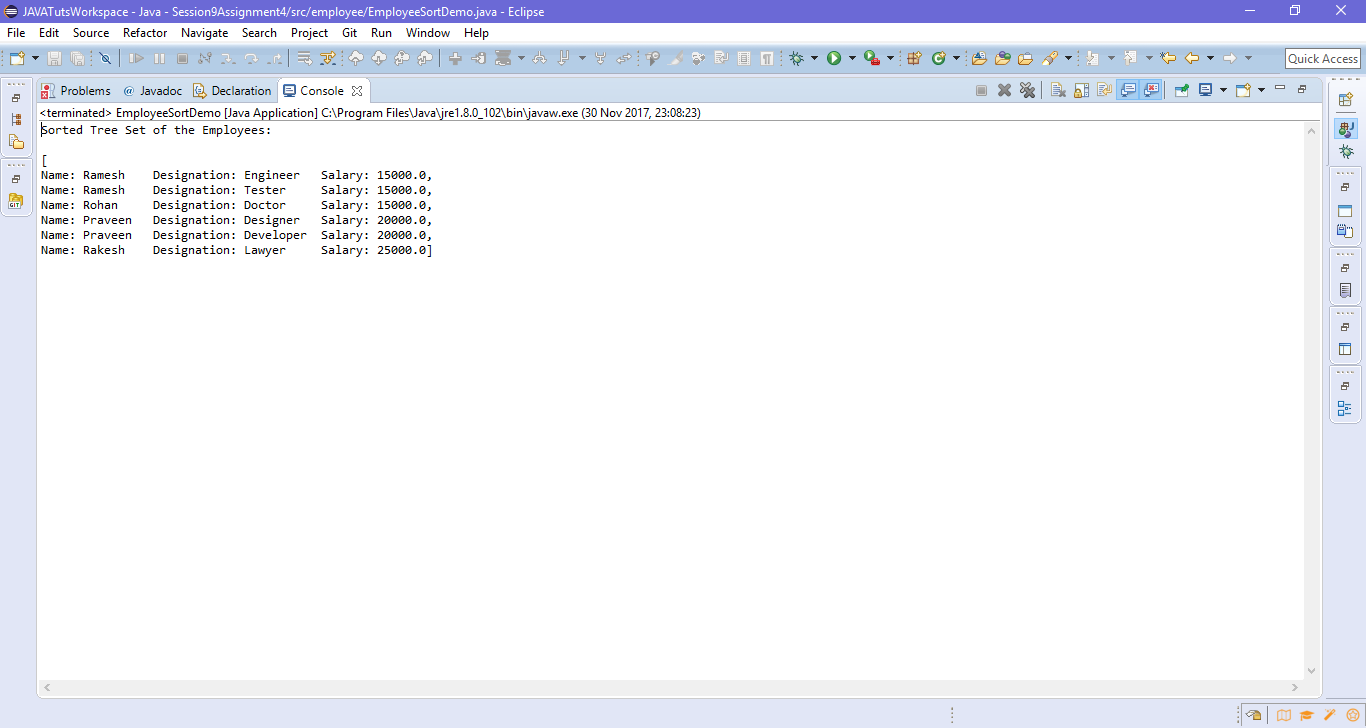 JAVATutsWorkspace - Java - Session9Assignment4/src/employee/EmployeeSortDemo.java - Eclipse
File Edit Source Refactor Navigate Search Project Git Run Window Help
Quick Access
Problems @ Javadoc Declaration Console
<terminated> EmployeeSortDemo [Java Application] C:\Program Files\Java\jre1.8.0_102\bin\javaw.exe (30 Nov 2017, 23:08:23)
Sorted Tree Set of the Employees:
[
Name: Ramesh    Designation: Engineer   Salary: 15000.0,
Name: Ramesh    Designation: Tester     Salary: 15000.0,
Name: Rohan     Designation: Doctor     Salary: 15000.0,
Name: Praveen   Designation: Designer   Salary: 20000.0,
Name: Praveen   Designation: Developer  Salary: 20000.0,
Name: Rakesh    Designation: Lawyer     Salary: 25000.0]
GIT